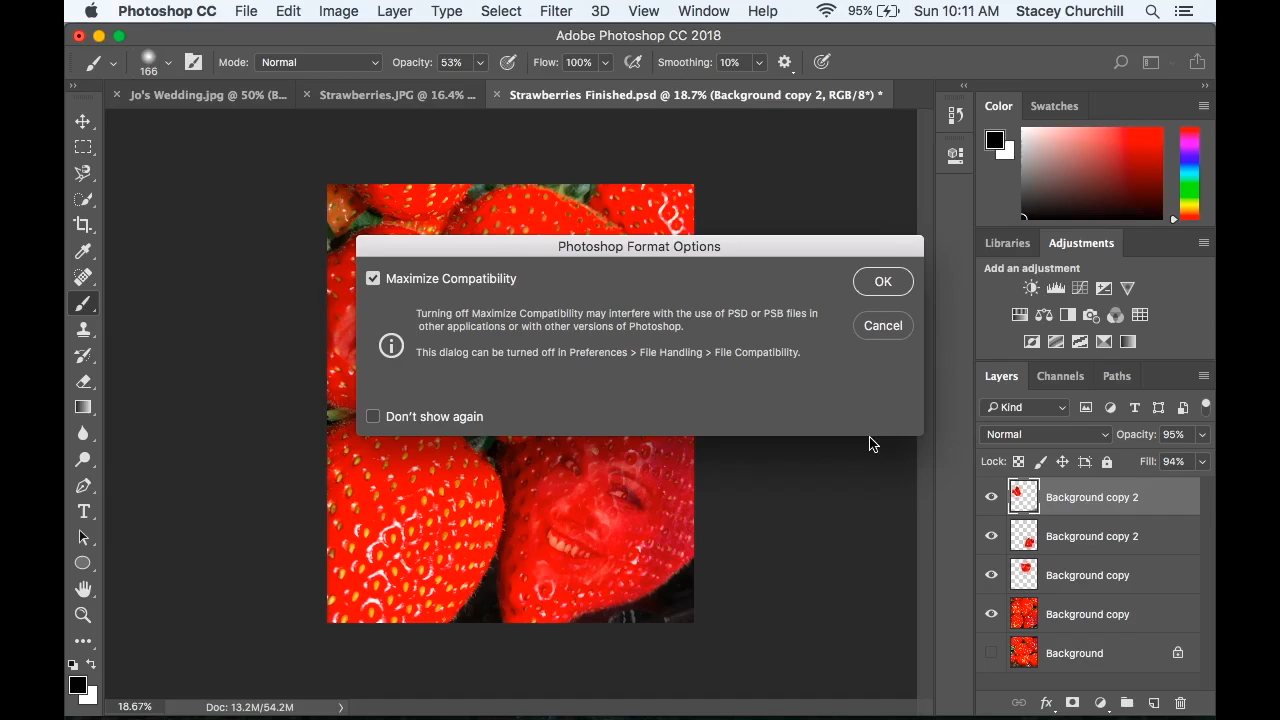 Photoshop CC File Edit Image Layer Type Select Filter 3D View Window Help 95% Sun 10:11 AM Stacey Churchill
Adobe Photoshop CC 2018
166 Mode: Normal Opacity: 53% Flow: 100% Smoothing: 10%
Jo's Wedding.jpg @ 50% (B... Strawberries.JPG @ 16.4% ... Strawberries Finished.psd @ 18.7% (Background copy 2, RGB/8*) *
Color Swatches
Photoshop Format Options
Maximize Compatibility
OK
Turning off Maximize Compatibility may interfere with the use of PSD or PSB files in
other applications or with other versions of Photoshop.
Cancel
This dialog can be turned off in Preferences > File Handling > File Compatibility.
Don't show again
Libraries Adjustments
Add an adjustment
Layers Channels Paths
Kind
Normal Opacity: 95%
Lock: Fill: 94%
Background copy 2
Background copy 2
Background copy
Background copy
Background
18.67% Doc: 13.2M/54.2M